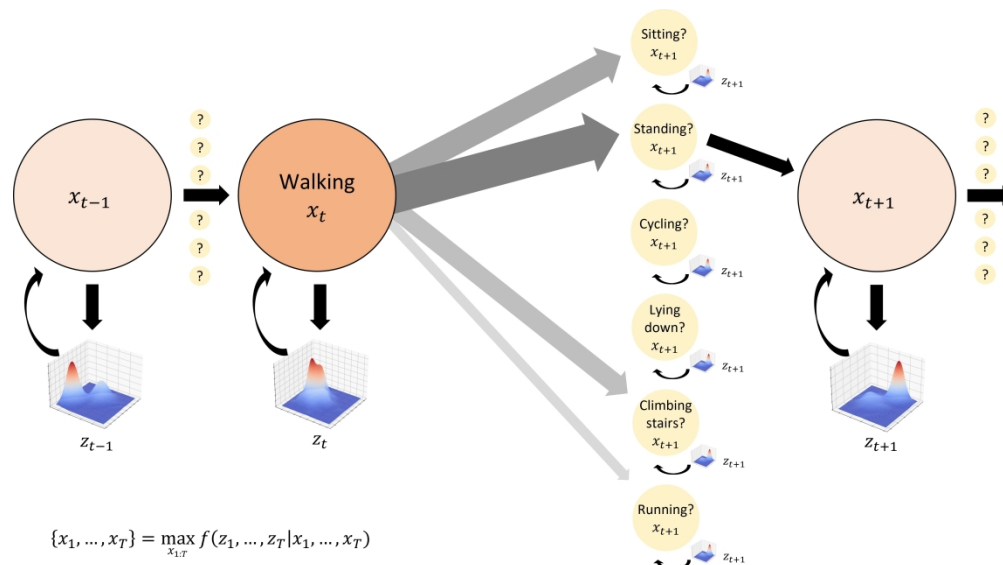 Sitting?
x_{t+1}
z_{t+1}
?
?
?
?
?
?
x_{t−1}
Walking
x_t
Standing?
x_{t+1}
z_{t+1}
x_{t+1}
?
?
?
?
?
?
Cycling?
x_{t+1}
z_{t+1}
Lying
down?
x_{t+1}
z_{t+1}
Climbing
stairs?
x_{t+1}
z_{t+1}
Running?
x_{t+1}
z_{t+1}
z_{t−1}
z_t
z_{t+1}
{x_1, …, x_T} = max_{x_{1:T}} f(z_1, …, z_T|x_1, …, x_T)